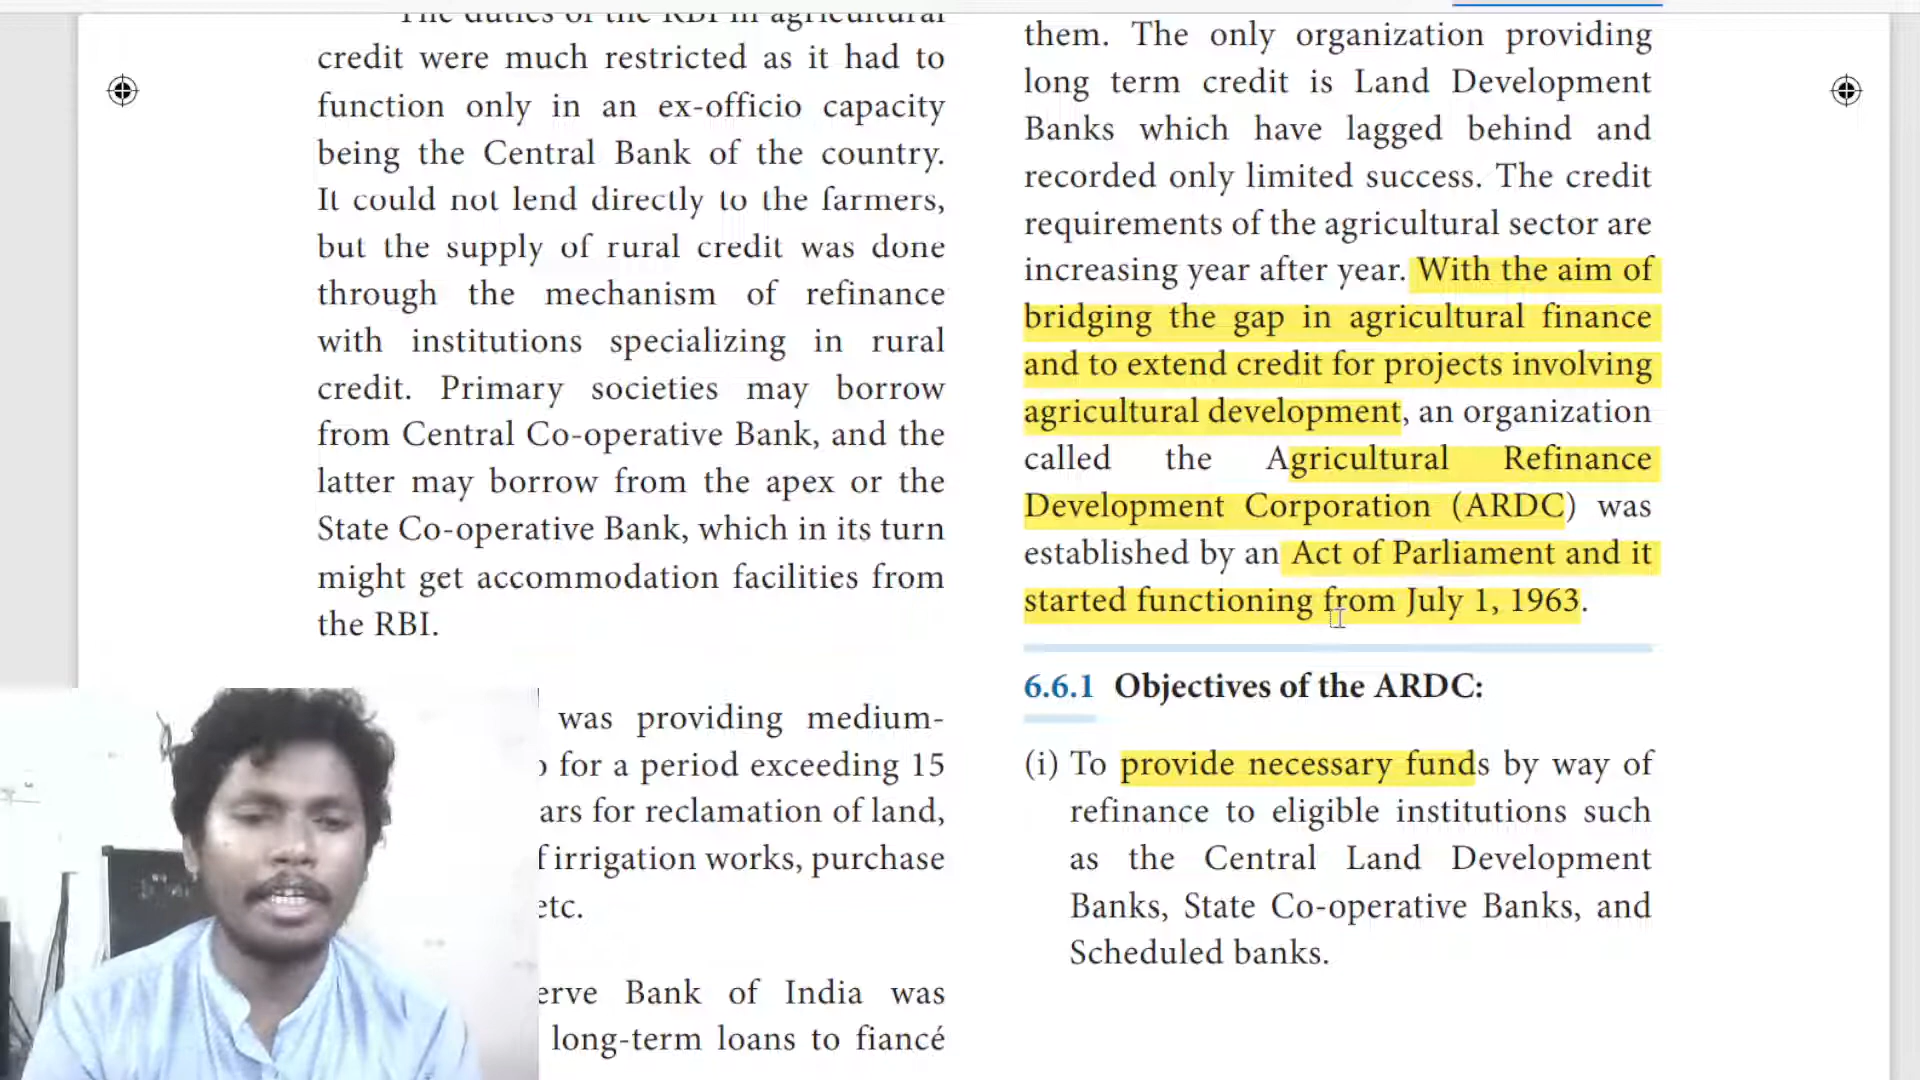 The duties of the RBI in agricultural
credit were much restricted as it had to
function only in an ex-officio capacity
being the Central Bank of the country.
It could not lend directly to the farmers,
but the supply of rural credit was done
through the mechanism of refinance
with institutions specializing in rural
credit. Primary societies may borrow
from Central Co-operative Bank, and the
latter may borrow from the apex or the
State Co-operative Bank, which in its turn
might get accommodation facilities from
the RBI.
was providing medium-
for a period exceeding 15
ars for reclamation of land,
f irrigation works, purchase
etc.
erve Bank of India was
long-term loans to fiancé
them. The only organization providing
long term credit is Land Development
Banks which have lagged behind and
recorded only limited success. The credit
requirements of the agricultural sector are
increasing year after year. With the aim of
bridging the gap in agricultural finance
and to extend credit for projects involving
agricultural development, an organization
called the Agricultural Refinance
Development Corporation (ARDC) was
established by an Act of Parliament and it
started functioning from July 1, 1963.
6.6.1 Objectives of the ARDC:
(i) To provide necessary funds by way of
refinance to eligible institutions such
as the Central Land Development
Banks, State Co-operative Banks, and
Scheduled banks.